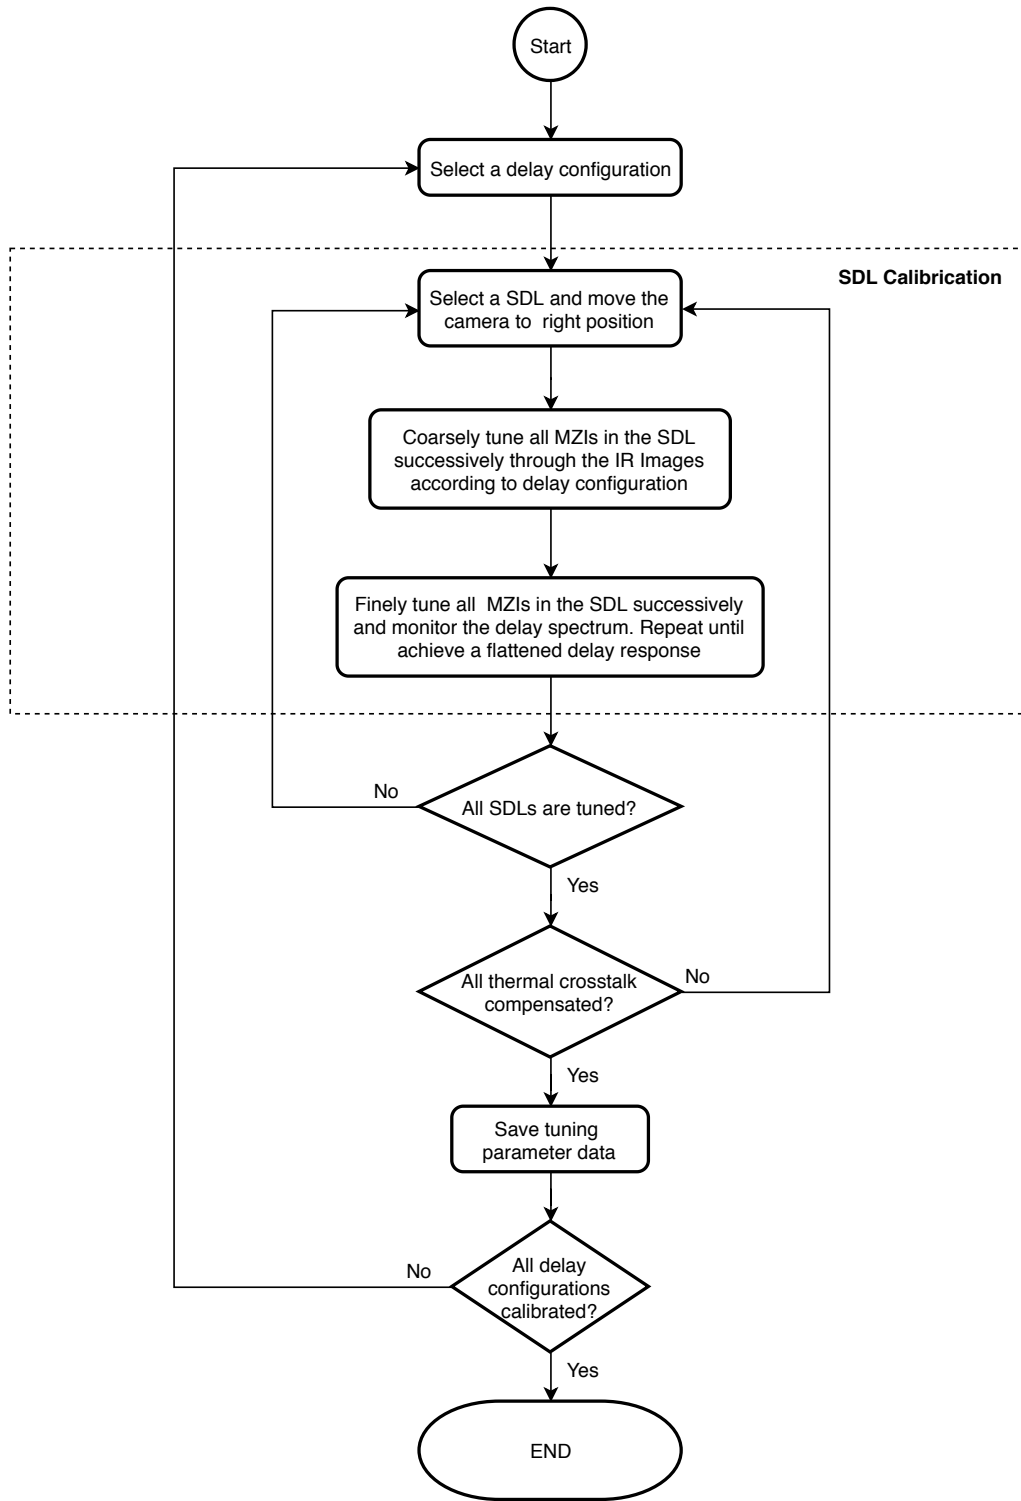 Start
Select a delay configuration
SDL Calibrication
Select a SDL and move the
camera to right position
Coarsely tune all MZIs in the SDL
successively through the IR Images
according to delay configuration
Finely tune all MZIs in the SDL successively
and monitor the delay spectrum. Repeat until
achieve a flattened delay response
No
All SDLs are tuned?
Yes
All thermal crosstalk
compensated?
No
Yes
Save tuning
parameter data
No
All delay
configurations
calibrated?
Yes
END